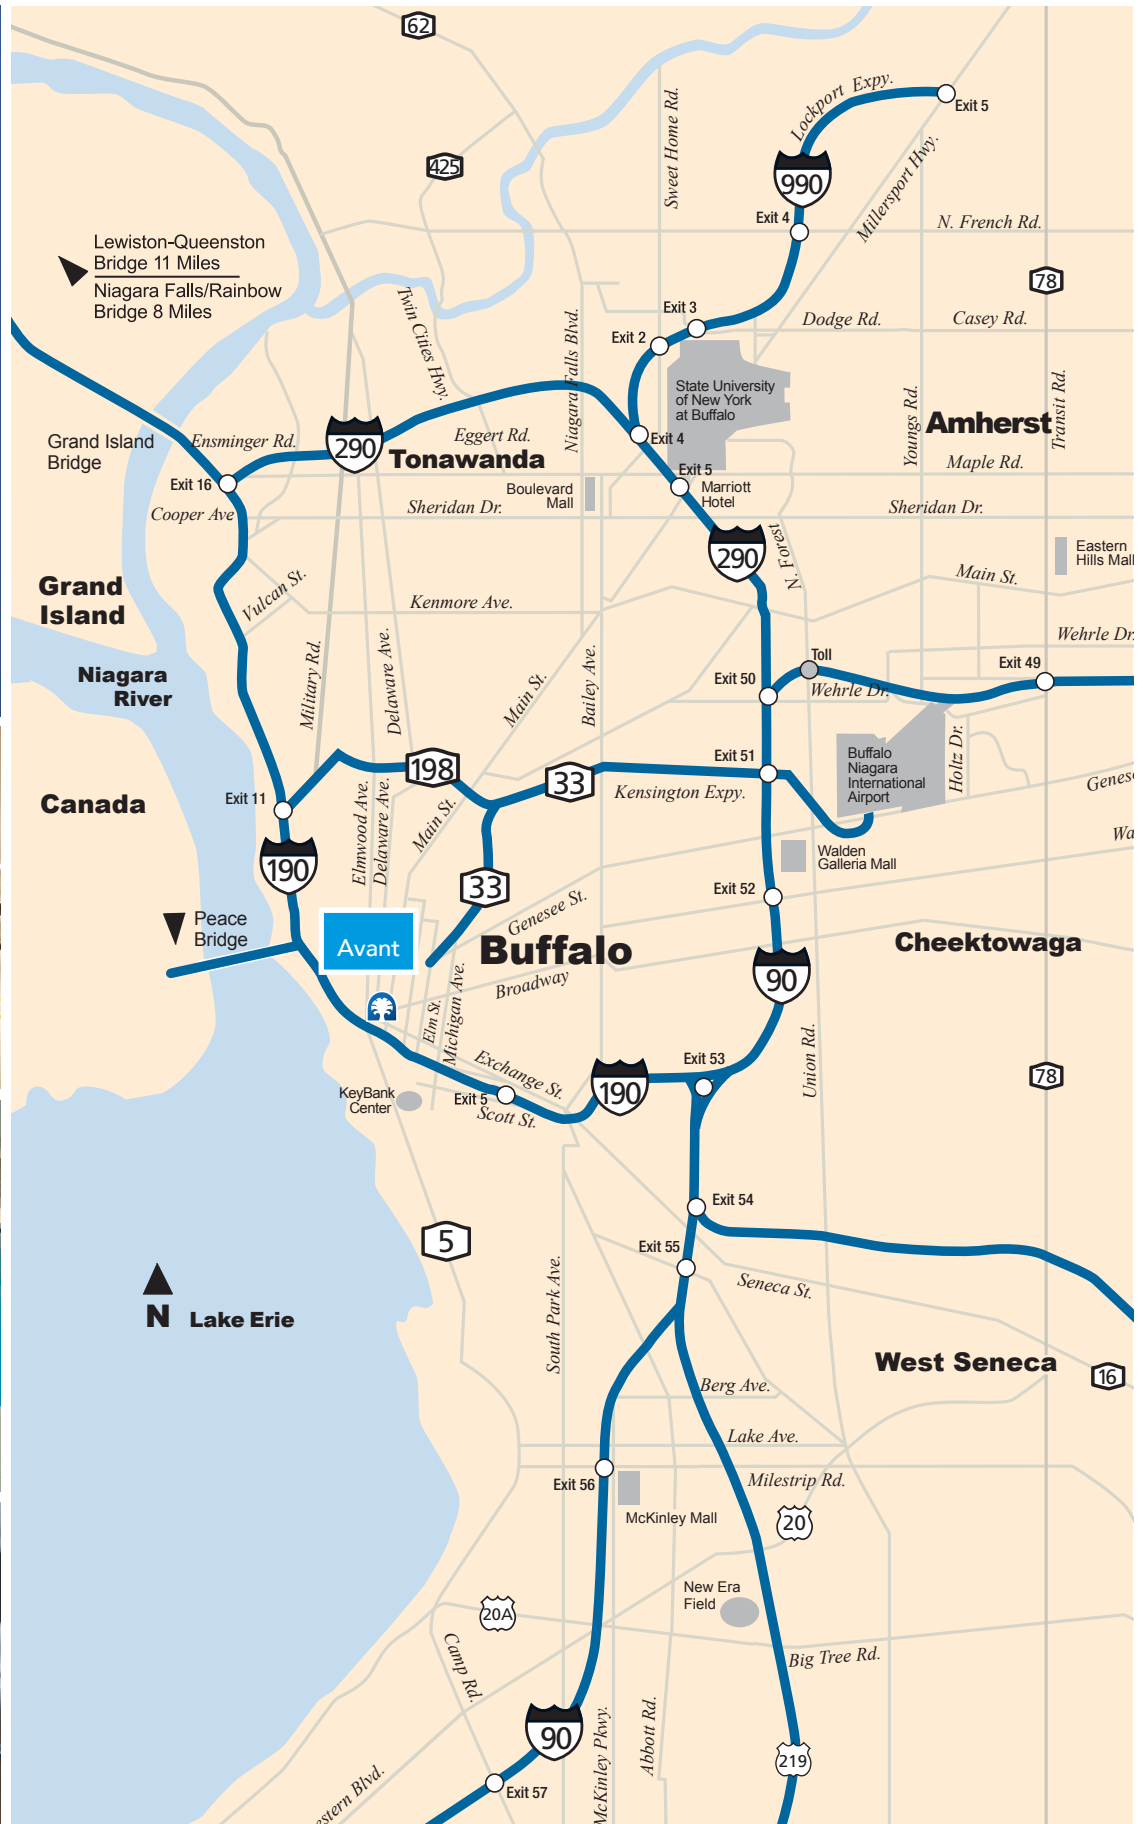 62
Lockport Expy.
Exit 5
Sweet Home Rd.
425
990
Millersport Hwy.
Exit 4
N. French Rd.
Lewiston-Queenston
Bridge 11 Miles
Niagara Falls/Rainbow
Bridge 8 Miles
78
Twin Cities Hwy.
Exit 3
Niagara Falls Blvd.
Exit 2
Dodge Rd.
Casey Rd.
State University
of New York
at Buffalo
Youngs Rd.
Transit Rd.
Amherst
Grand Island
Bridge
Ensminger Rd.
290
Eggert Rd.
Exit 4
Tonawanda
Maple Rd.
Exit 16
Exit 5
Boulevard
Mall
Marriott
Hotel
Cooper Ave
Sheridan Dr.
Sheridan Dr.
290
N. Forest
Eastern
Hills Mall
Grand
Island
Vulcan St.
Kenmore Ave.
Main St.
Wehrle Dr.
Niagara
River
Military Rd.
Delaware Ave.
Main St.
Bailey Ave.
Toll
Exit 49
Exit 50
Wehrle Dr.
198
33
Exit 51
Buffalo
Niagara
International
Airport
Holtz Dr.
Canada
Exit 11
Elmwood Ave.
Delaware Ave.
Main St.
Kensington Expy.
190
33
Walden
Galleria Mall
Exit 52
Peace
Bridge
Avant
Genesee St.
Buffalo
Cheektowaga
90
Broadway
Elm St.
Michigan Ave.
Exchange St.
Union Rd.
KeyBank
Center
Exit 5
Scott St.
190
Exit 53
78
5
Exit 54
Exit 55
Seneca St.
South Park Ave.
N
Lake Erie
West Seneca
16
Berg Ave.
Lake Ave.
Exit 56
Milestrip Rd.
McKinley Mall
20
New Era
Field
20A
Camp Rd.
Big Tree Rd.
90
McKinley Pkwy.
Abbott Rd.
219
Exit 57